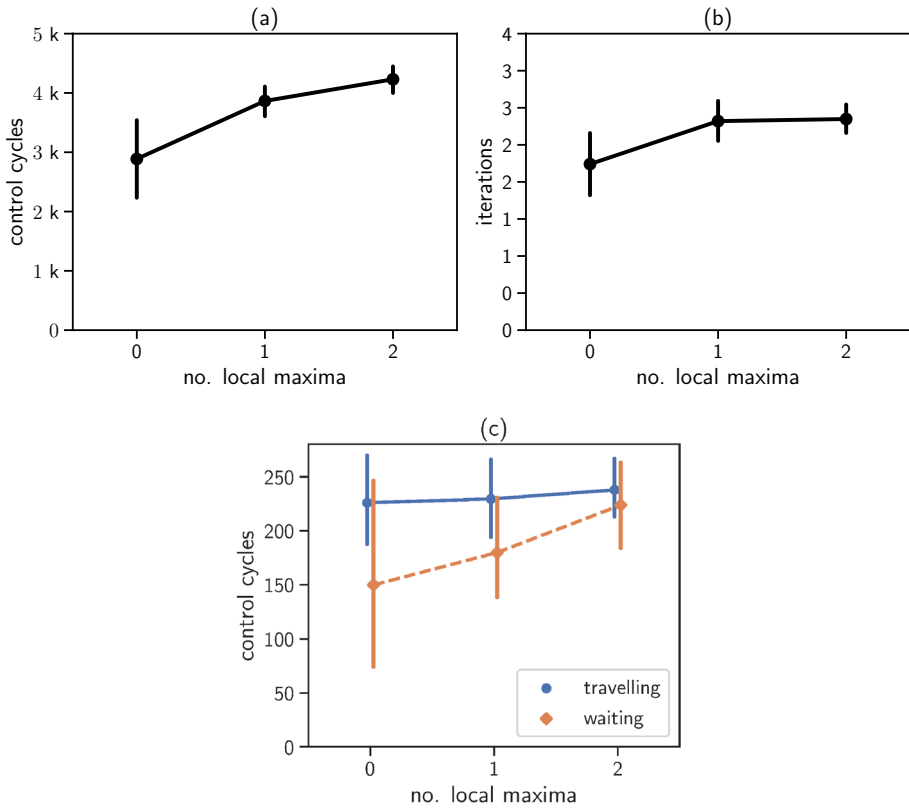 (a)
5 k
4 k
3 k
2 k
1 k
0
control cycles
0 1 2
no. local maxima
(b)
4
3
3
2
2
1
1
0
0
iterations
0 1 2
no. local maxima
(c)
250
200
150
100
50
0
control cycles
travelling
waiting
0 1 2
no. local maxima